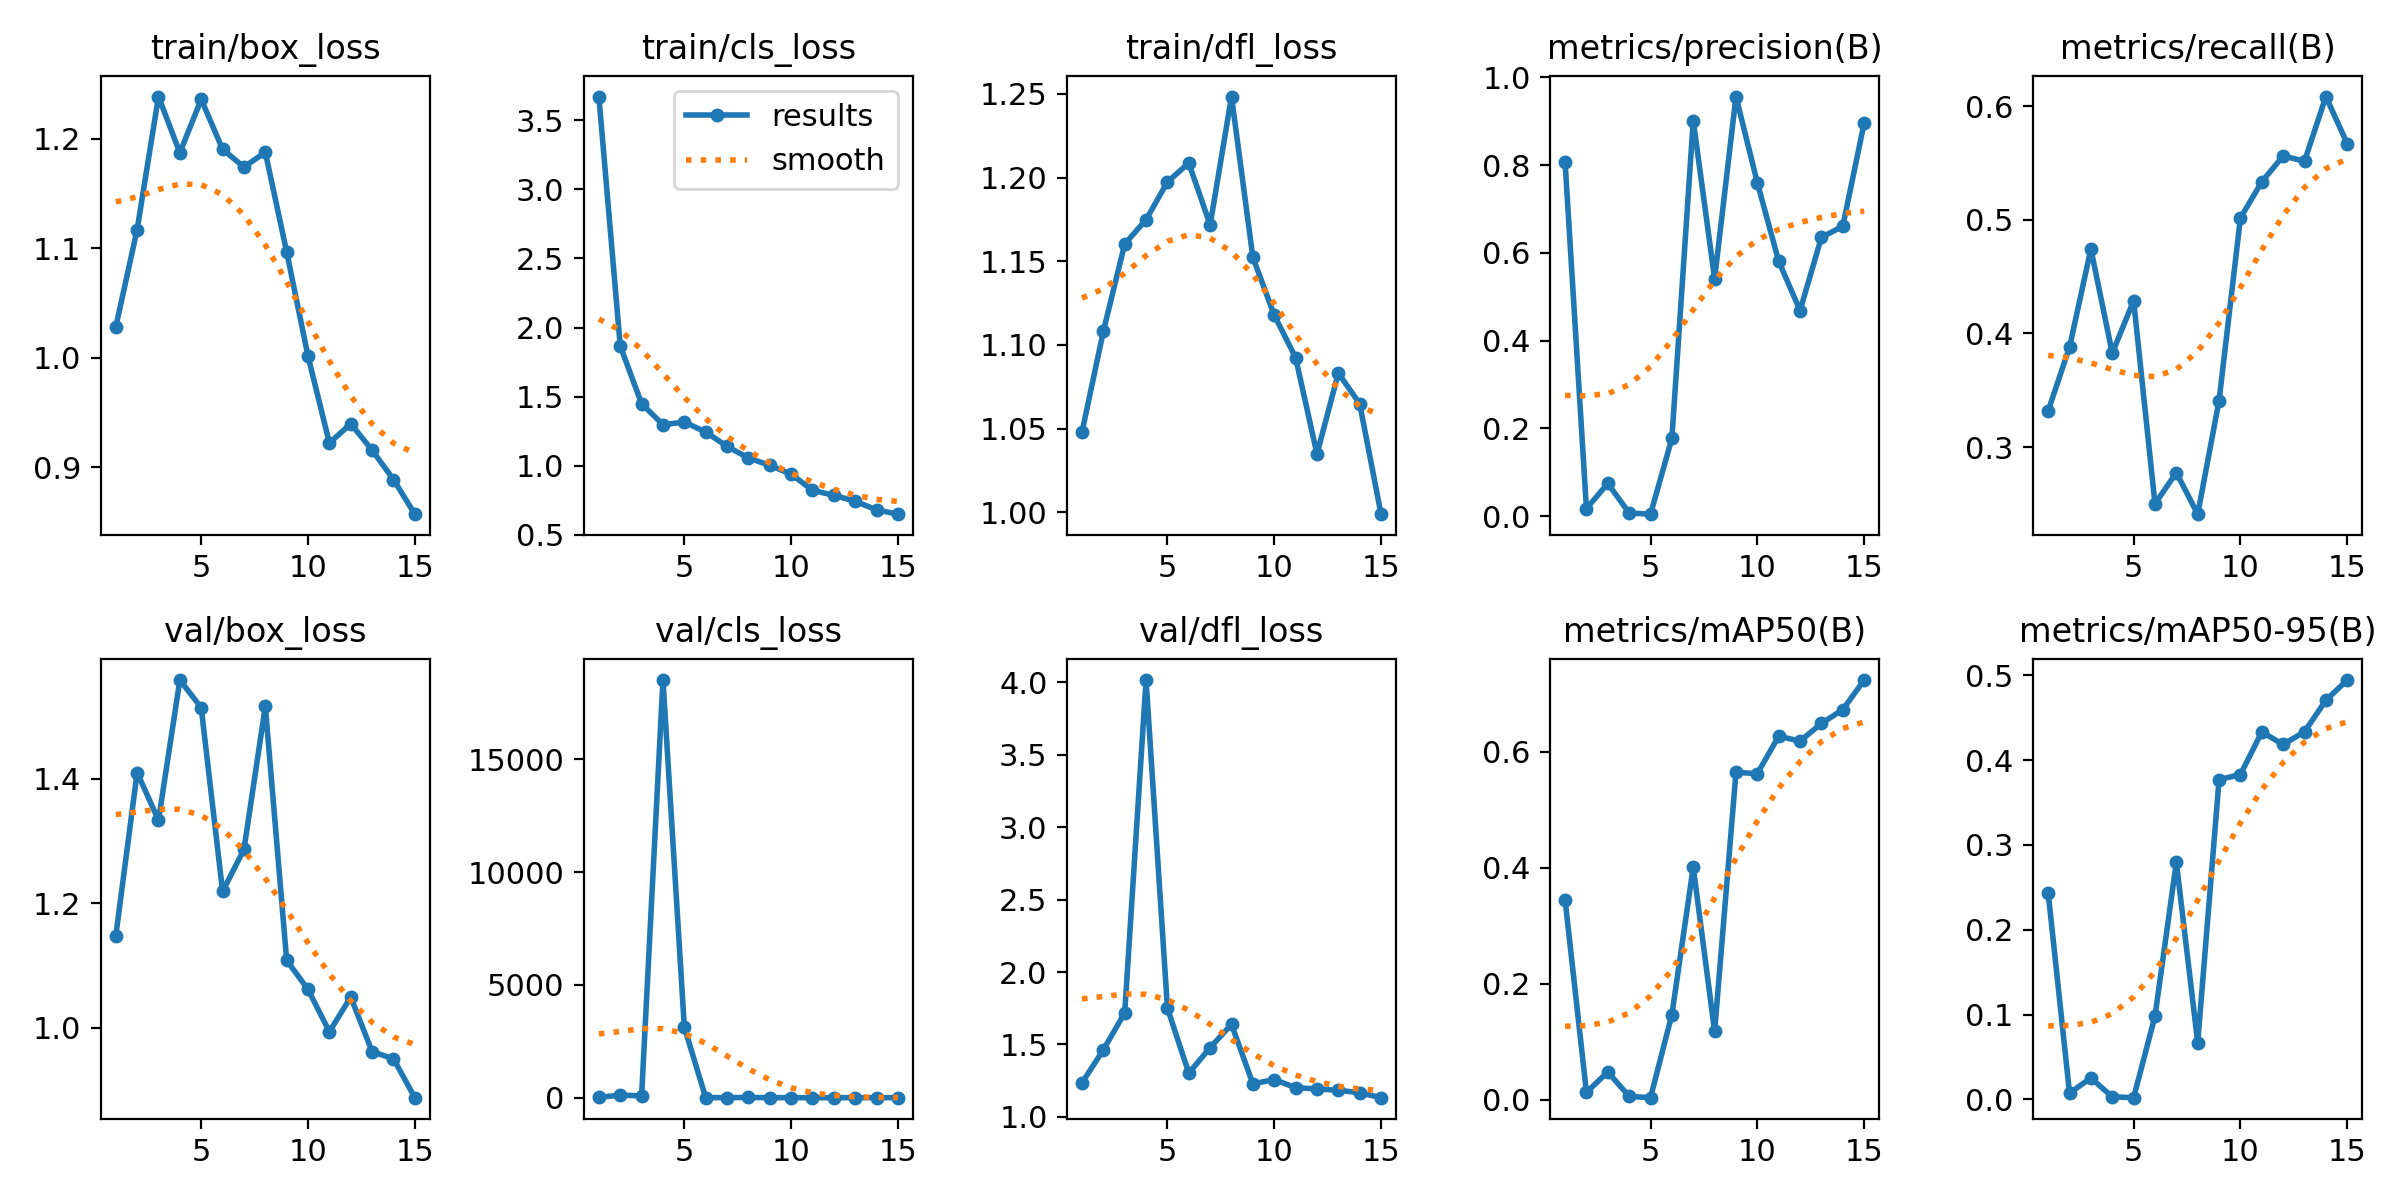 train/box_loss
1.2
1.1
1.0
0.9
5 10 15
train/cls_loss
results
smooth
3.5
3.0
2.5
2.0
1.5
1.0
0.5
5 10 15
train/dfl_loss
1.25
1.20
1.15
1.10
1.05
1.00
5 10 15
metrics/precision(B)
1.0
0.8
0.6
0.4
0.2
0.0
5 10 15
metrics/recall(B)
0.6
0.5
0.4
0.3
5 10 15
val/box_loss
1.4
1.2
1.0
5 10 15
val/cls_loss
15000
10000
5000
0
5 10 15
val/dfl_loss
4.0
3.5
3.0
2.5
2.0
1.5
1.0
5 10 15
metrics/mAP50(B)
0.6
0.4
0.2
0.0
5 10 15
metrics/mAP50-95(B)
0.5
0.4
0.3
0.2
0.1
0.0
5 10 15